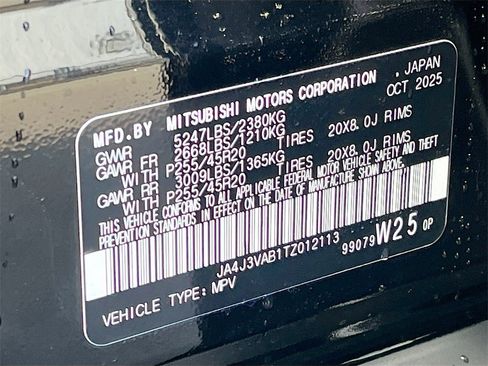 MFD.BY MITSUBISHI MOTORS CORPORATION , JAPAN
GVWR 5247LBS/2380KG OCT 2025
GAWR FR 2668LBS/1210KG
WITH P255/45R20 TIRES 20X8.0J RIMS
GAWR RR 3009LBS/1365KG
WITH P255/45R20 TIRES 20X8.0J RIMS
THIS VEHICLE CONFORMS TO ALL APPLICABLE FEDERAL MOTOR VEHICLE SAFETY AND THEFT
PREVENTION STANDARDS IN EFFECT ON THE DATE OF MANUFACTURE SHOWN ABOVE.
JA4J3VAB1TZ012113
99079 W25 OP
VEHICLE TYPE: MPV